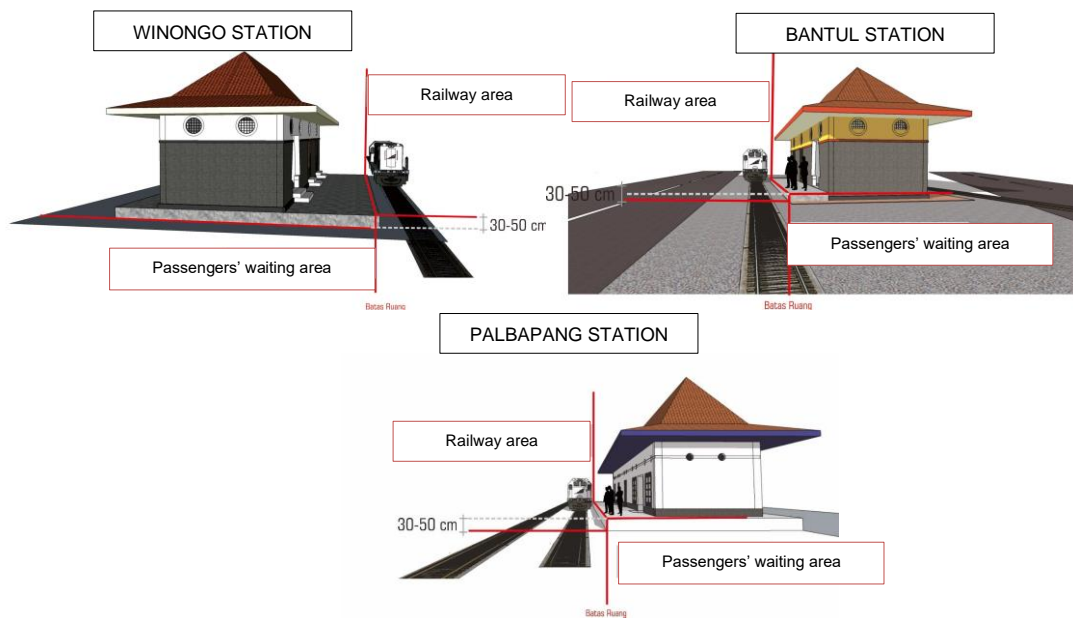 WINONGO STATION
BANTUL STATION
Railway area
Railway area
30-50 cm
30-50 cm
Passengers’ waiting area
Passengers’ waiting area
Batas Ruang
Batas Ruang
PALBAPANG STATION
Railway area
30-50 cm
Passengers’ waiting area
Batas Ruang